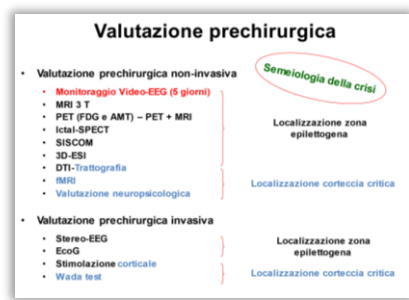 Valutazione prechirurgica
Semeiologia della crisi
• Valutazione prechirurgica non-invasiva
• Monitoraggio Video-EEG (5 giorni)
• MRI 3 T
• PET (FDG e AMT) – PET + MRI
• Ictal-SPECT
• SISCOM
• 3D-ESI
• DTI-Trattografia
• fMRI
• Valutazione neuropsicologica
Localizzazione zona
epilettogena
Localizzazione corteccia critica
• Valutazione prechirurgica invasiva
• Stereo-EEG
• EcoG
• Stimolazione corticale
• Wada test
Localizzazione zona
epilettogena
Localizzazione corteccia critica